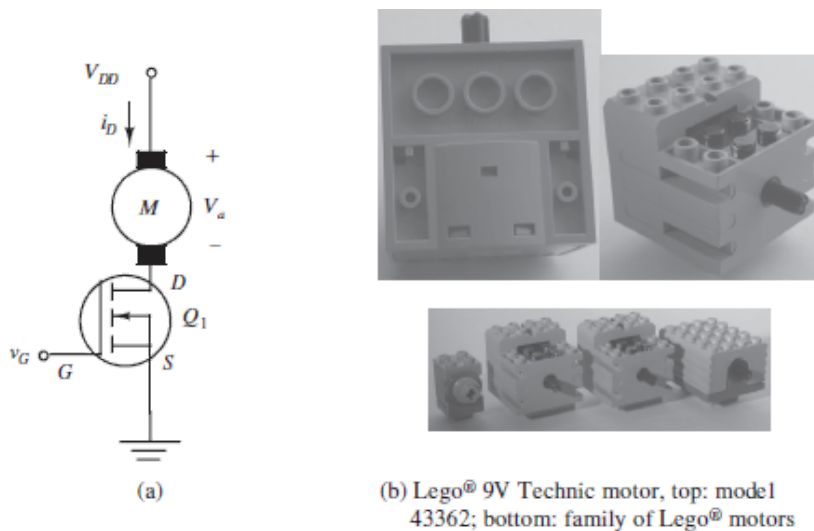 V_DD
i_D
+
M
V_a
−
D
Q_1
v_G
G
S
(a)
(b) Lego® 9V Technic motor, top: model
43362; bottom: family of Lego® motors